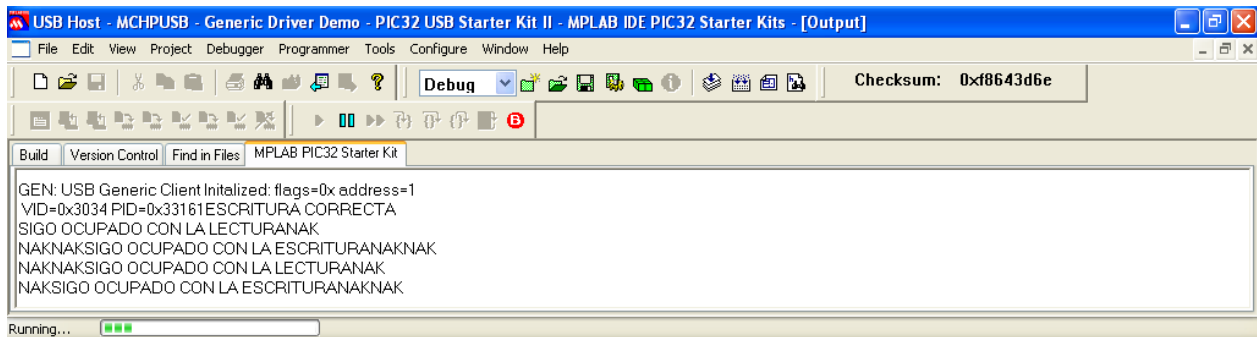 USB Host - MCHPUSB - Generic Driver Demo - PIC32 USB Starter Kit II - MPLAB IDE PIC32 Starter Kits - [Output]
File Edit View Project Debugger Programmer Tools Configure Window Help
Debug Checksum: 0xf8643d6e
Build Version Control Find in Files MPLAB PIC32 Starter Kit
GEN: USB Generic Client Initalized: flags=0x address=1
VID=0x3034 PID=0x33161ESCRITURA CORRECTA
SIGO OCUPADO CON LA LECTURANAK
NAKNAKSIGO OCUPADO CON LA ESCRITURANAKNAK
NAKNAKSIGO OCUPADO CON LA LECTURANAK
NAKSIGO OCUPADO CON LA ESCRITURANAKNAK
Running...